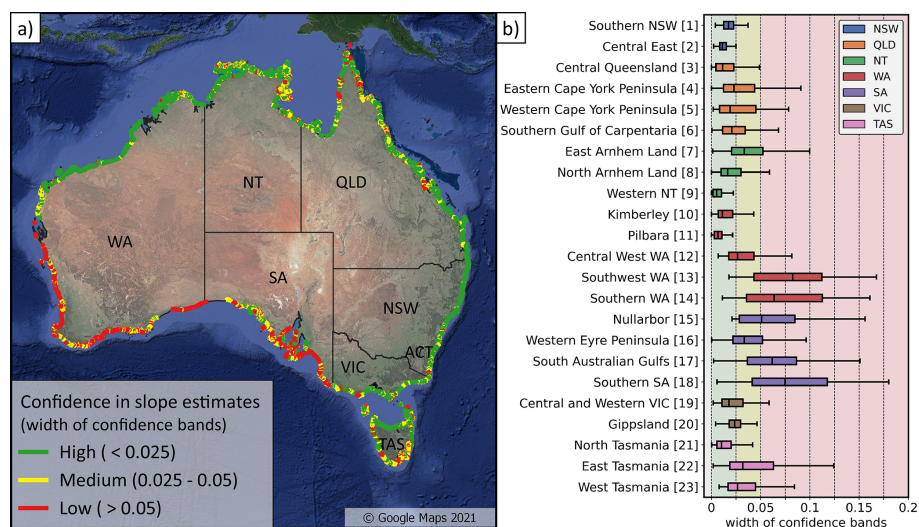 a)
NT
QLD
WA
SA
NSW
ACT
VIC
TAS
Confidence in slope estimates
(width of confidence bands)
High ( < 0.025)
Medium (0.025 - 0.05)
Low ( > 0.05)
© Google Maps 2021
b)
Southern NSW [1]
Central East [2]
Central Queensland [3]
Eastern Cape York Peninsula [4]
Western Cape York Peninsula [5]
Southern Gulf of Carpentaria [6]
East Arnhem Land [7]
North Arnhem Land [8]
Western NT [9]
Kimberley [10]
Pilbara [11]
Central West WA [12]
Southwest WA [13]
Southern WA [14]
Nullarbor [15]
Western Eyre Peninsula [16]
South Australian Gulfs [17]
Southern SA [18]
Central and Western VIC [19]
Gippsland [20]
North Tasmania [21]
East Tasmania [22]
West Tasmania [23]
NSW
QLD
NT
WA
SA
VIC
TAS
0 0.025 0.05 0.1 0.15 0.2
width of confidence bands